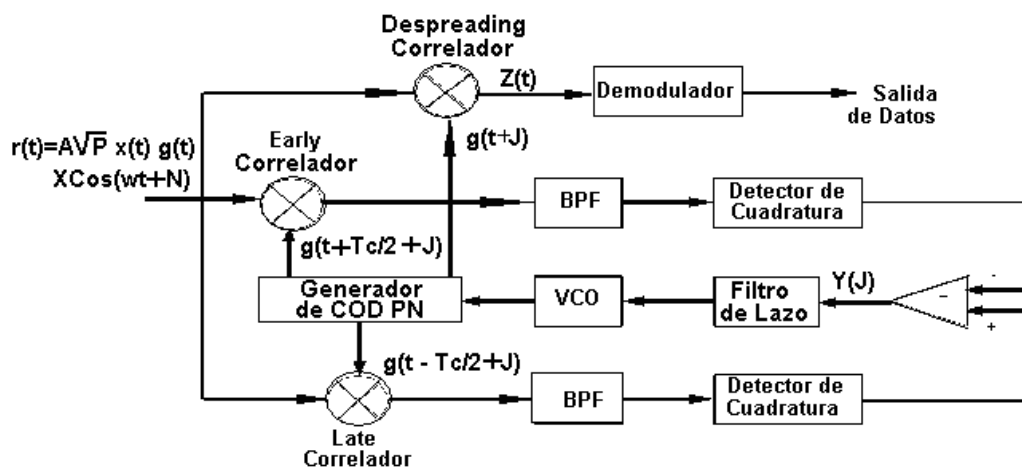 Despreading
Correlador
Z(t)
Demodulador
Salida
de Datos
r(t)=A√P x(t) g(t)
XCos(wt+N)
Early
Correlador
g(t+J)
BPF
Detector de
Cuadratura
g(t+Tc/2+J)
Generador
de COD PN
VCO
Filtro
de Lazo
Y(J)
-
–
+
g(t - Tc/2+J)
Late
Correlador
BPF
Detector de
Cuadratura